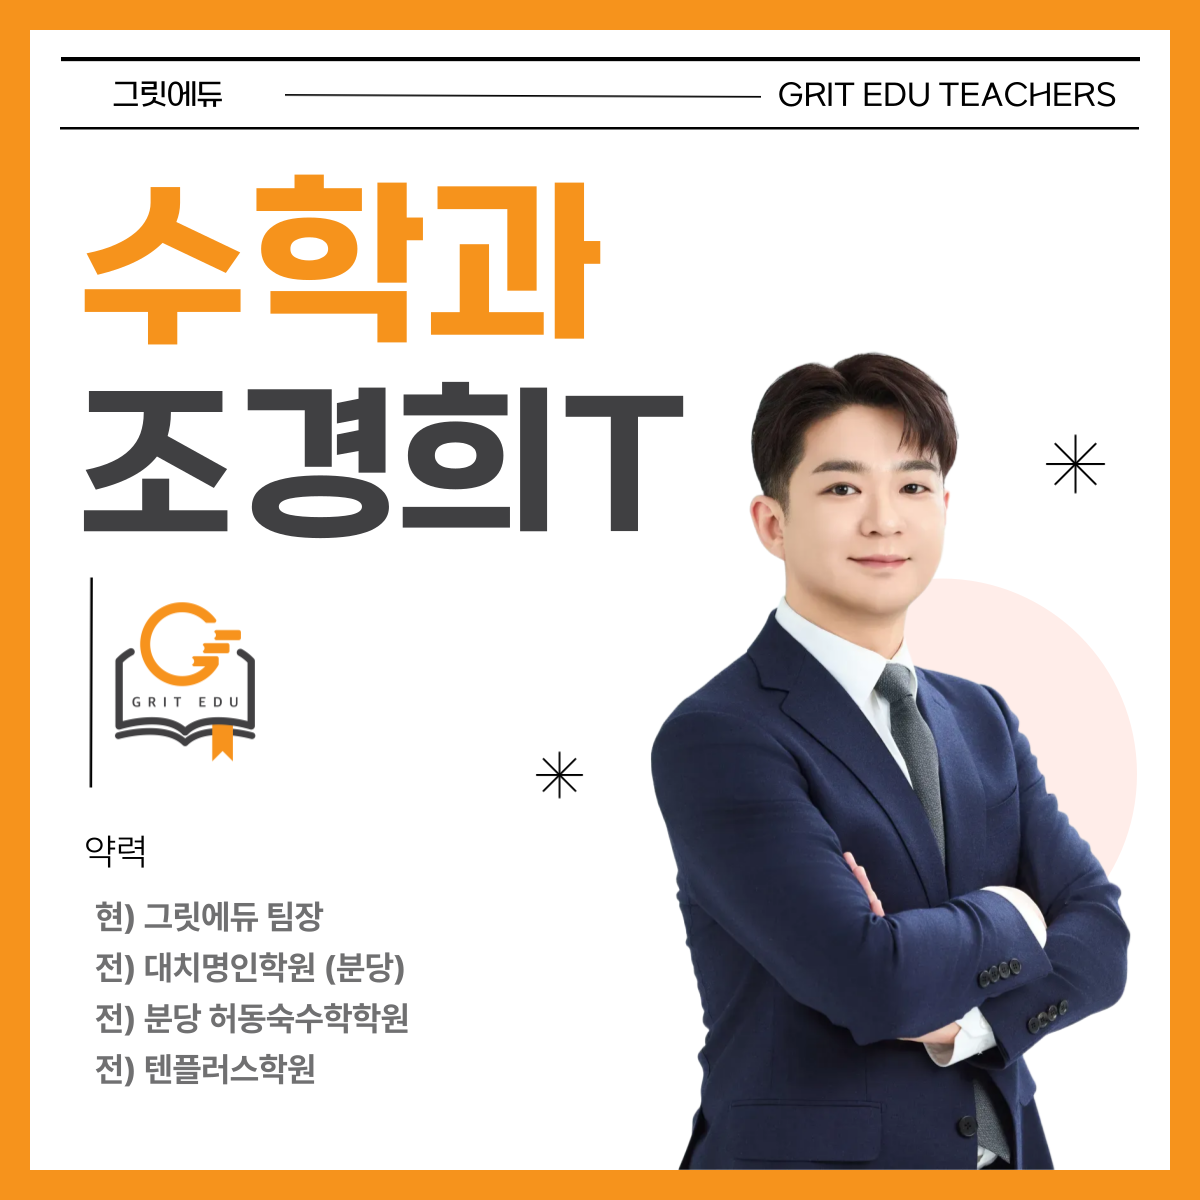 그릿에듀
GRIT EDU TEACHERS
수학과
조경희T
GRIT EDU
약력
현) 그릿에듀 팀장
전) 대치명인학원 (분당)
전) 분당 허동숙수학학원
전) 텐플러스학원